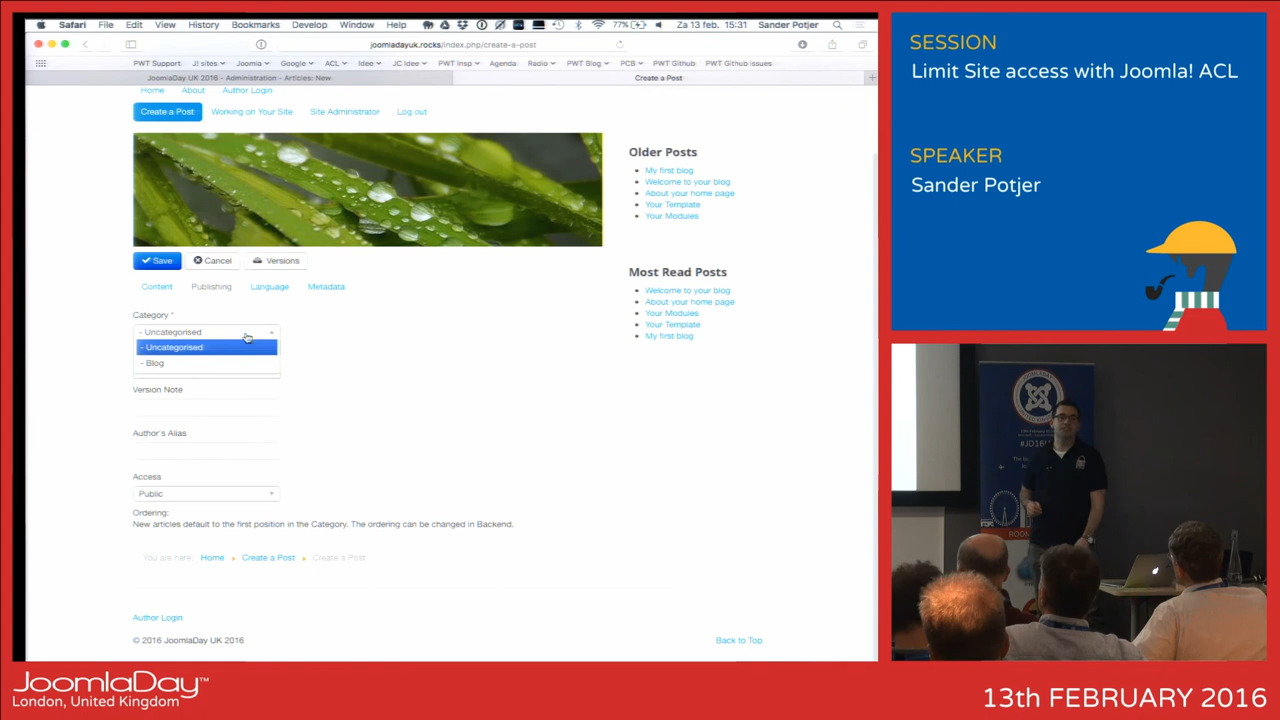 Safari File Edit View History Bookmarks Develop Window Help 77% Za 13 feb. 15:31 Sander Potjer
joomladayuk.rocks/index.php/create-a-post
PWT Support J! sites Joomla Google ACL Idee JC Idee PWT Insp. Agenda Radio PWT Blog PCB PWT Github PWT Github issues
JoomlaDay UK 2016 - Administration - Articles: New Create a Post
Home About Author Login
Create a Post Working on Your Site Site Administrator Log out
Older Posts
My first blog
Welcome to your blog
About your home page
Your Template
Your Modules
Save Cancel Versions
Most Read Posts
Content Publishing Language Metadata
Welcome to your blog
About your home page
Your Modules
Your Template
My first blog
Category *
- Uncategorised
- Uncategorised
- Blog
Version Note
Author's Alias
Access
Public
Ordering:
New articles default to the first position in the Category. The ordering can be changed in Backend.
You are here: Home Create a Post Create a Post
Author Login
© 2016 JoomlaDay UK 2016 Back to Top
SESSION
Limit Site access with Joomla! ACL
SPEAKER
Sander Potjer
ROOM
JoomlaDay™
London, United Kingdom
13th FEBRUARY 2016